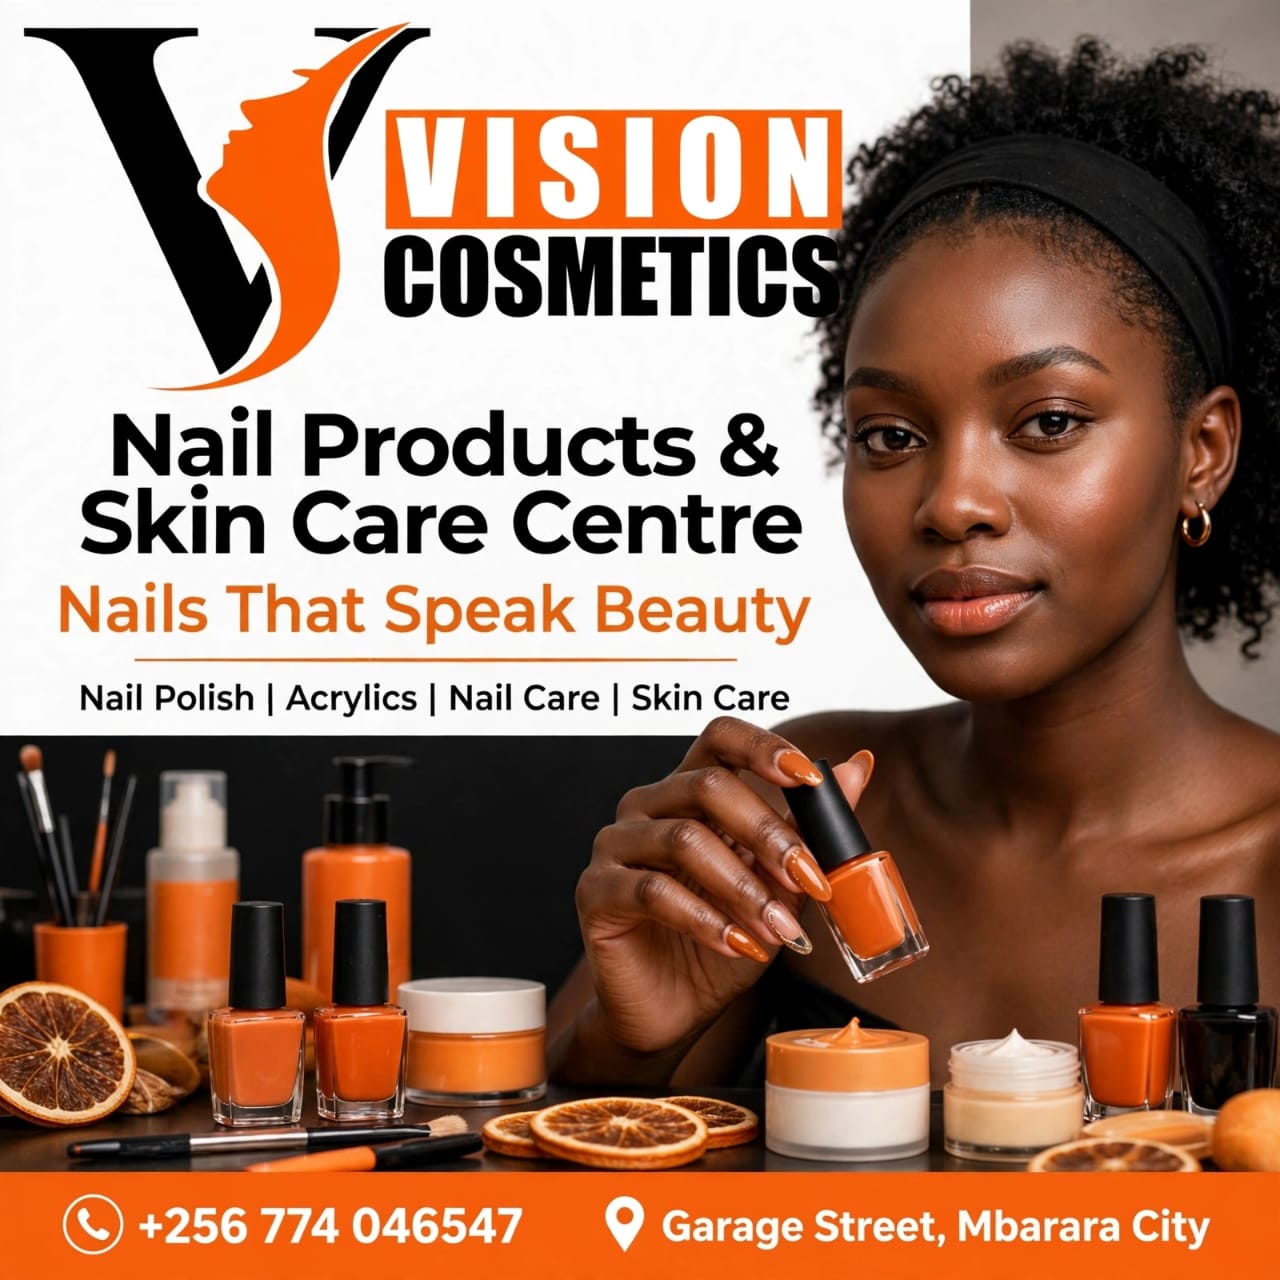 V
VISION
COSMETICS
Nail Products &
Skin Care Centre
Nails That Speak Beauty
Nail Polish | Acrylics | Nail Care | Skin Care
+256 774 046547
Garage Street, Mbarara City